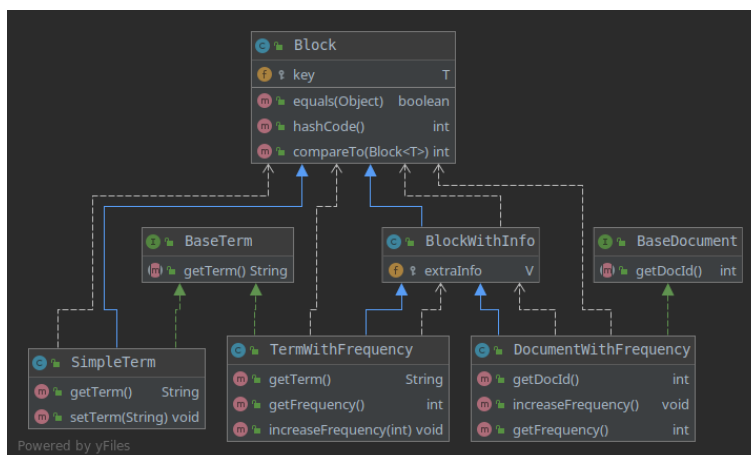 Block
key T
equals(Object) boolean
hashCode() int
compareTo(Block<T>) int
BaseTerm
getTerm() String
BlockWithInfo
extraInfo V
BaseDocument
getDocId() int
SimpleTerm
getTerm() String
setTerm(String) void
TermWithFrequency
getTerm() String
getFrequency() int
increaseFrequency(int) void
DocumentWithFrequency
getDocId() int
increaseFrequency() void
getFrequency() int
Powered by yFiles